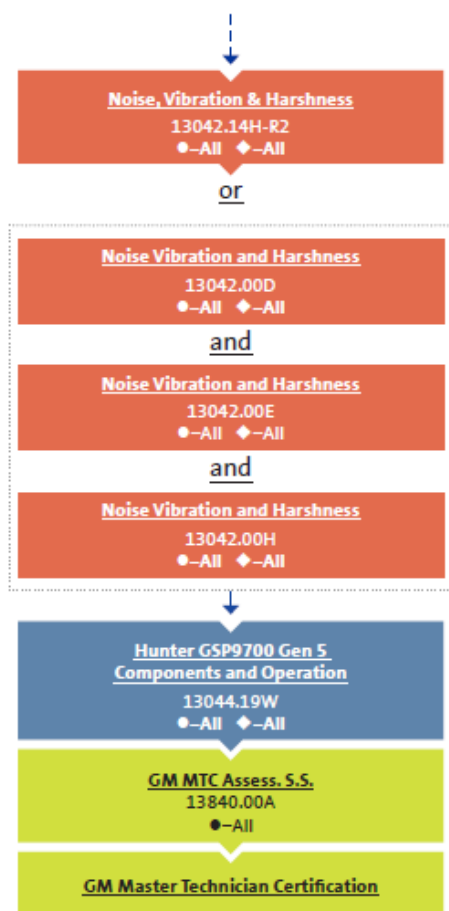 Noise, Vibration & Harshness
13042.14H-R2
●–All ◆–All
or
Noise Vibration and Harshness
13042.00D
●–All ◆–All
and
Noise Vibration and Harshness
13042.00E
●–All ◆–All
and
Noise Vibration and Harshness
13042.00H
●–All ◆–All
Hunter GSP9700 Gen 5
Components and Operation
13044.19W
●–All ◆–All
GM MTC Assess. S.S.
13840.00A
●–All
GM Master Technician Certification